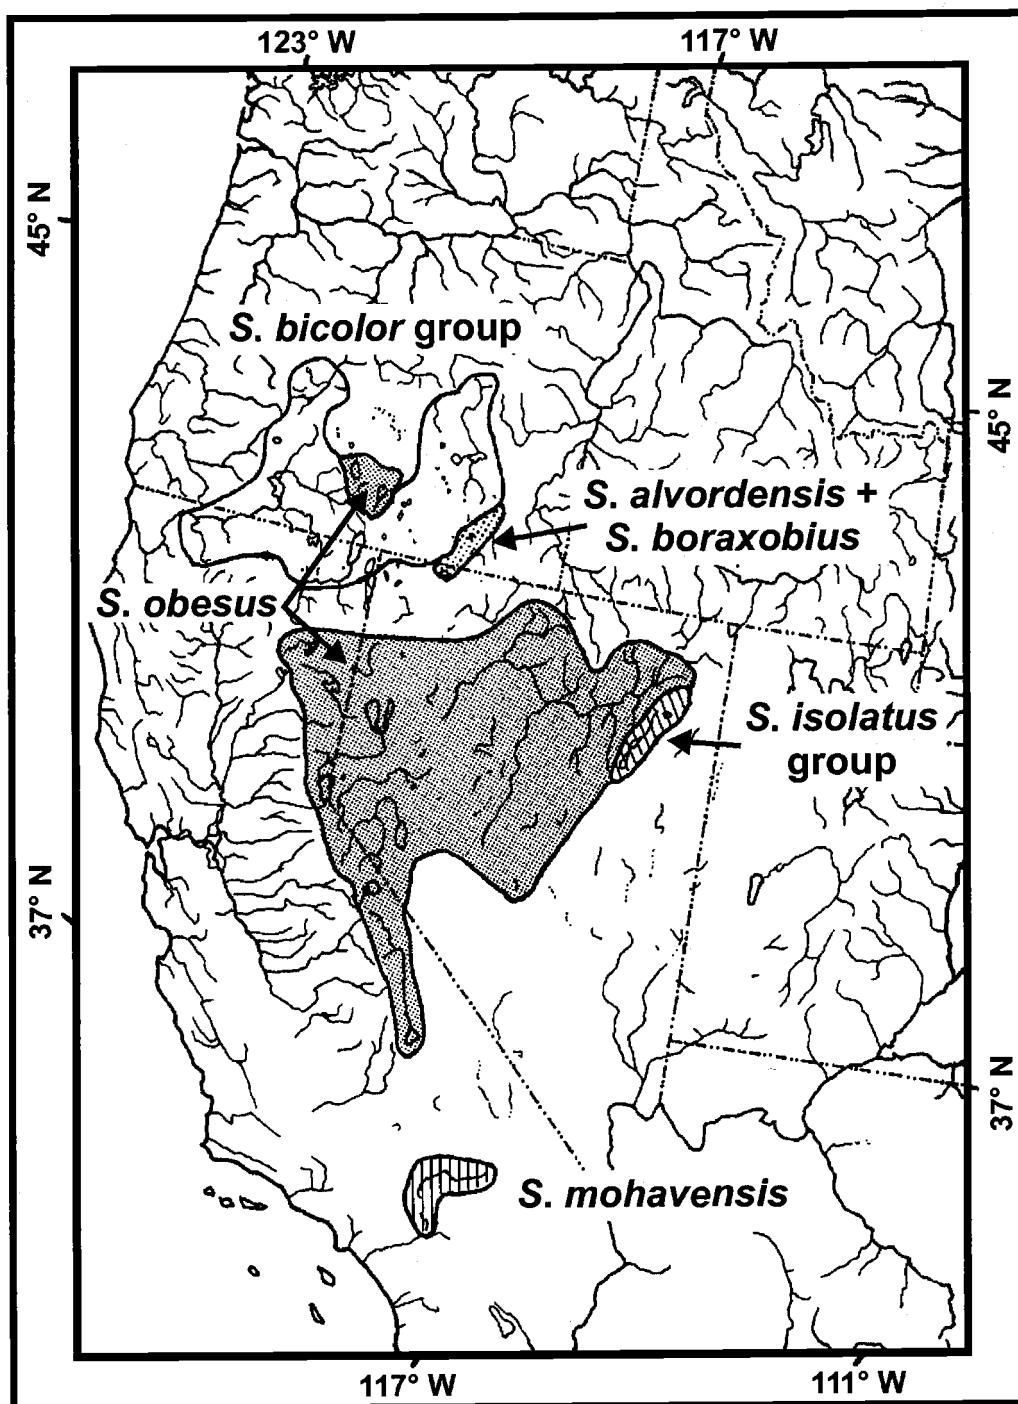 123° W
117° W
45° N
S. bicolor group
45° N
S. alvordensis +
S. boraxobius
S. obesus
S. isolatus
group
37° N
37° N
S. mohavensis
117° W
111° W